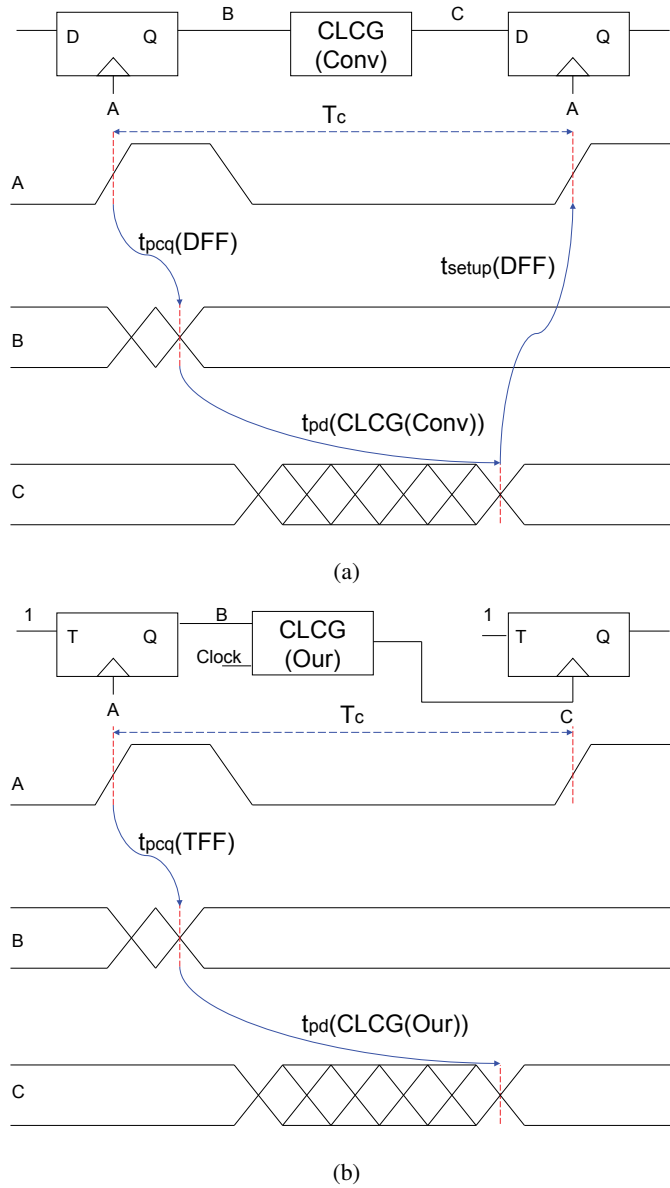 B CLCG C
D Q (Conv) D Q
A A
Tc
A
tpcq(DFF) tsetup(DFF)
B
tpd(CLCG(Conv))
C
(a)
1 B CLCG 1
T Q (Our) T Q
Clock
A C
Tc
A
tpcq(TFF)
B
tpd(CLCG(Our))
C
(b)